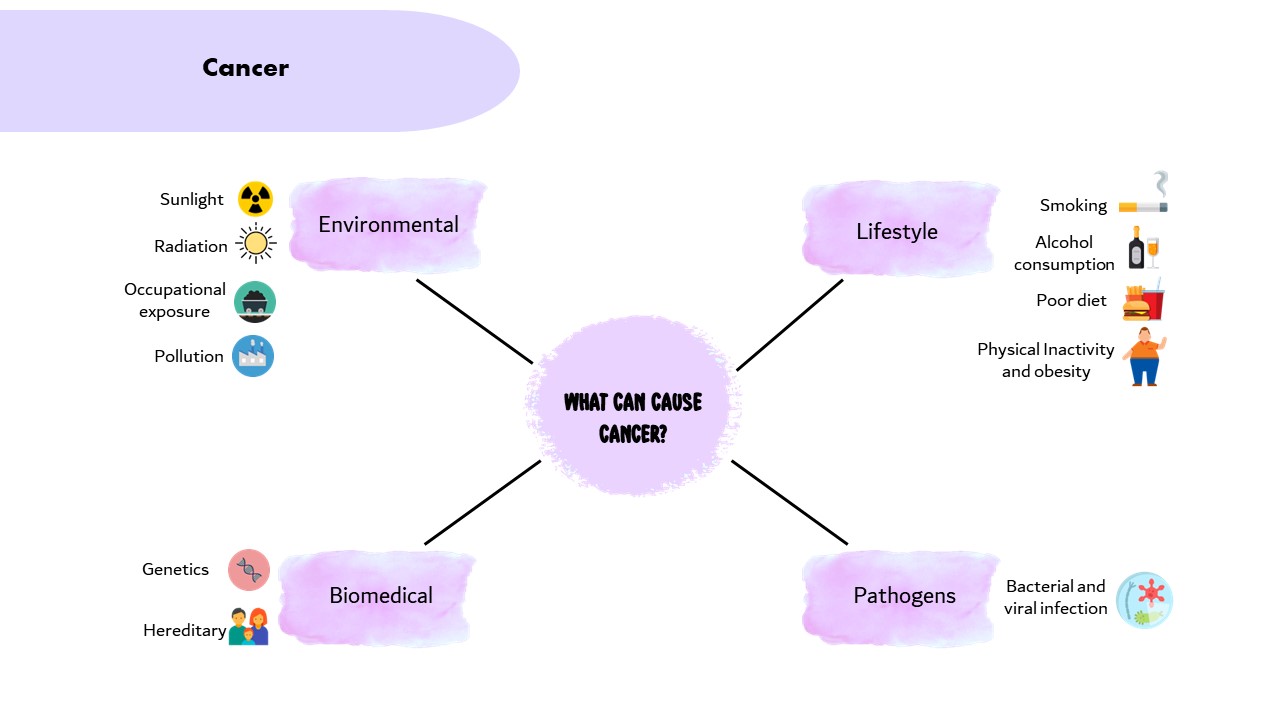 Cancer
Environmental
Sunlight
Radiation
Occupational
exposure
Pollution
Lifestyle
Smoking
Alcohol
consumption
Poor diet
Physical Inactivity
and obesity
WHAT CAN CAUSE
CANCER?
Biomedical
Genetics
Hereditary
Pathogens
Bacterial and
viral infection